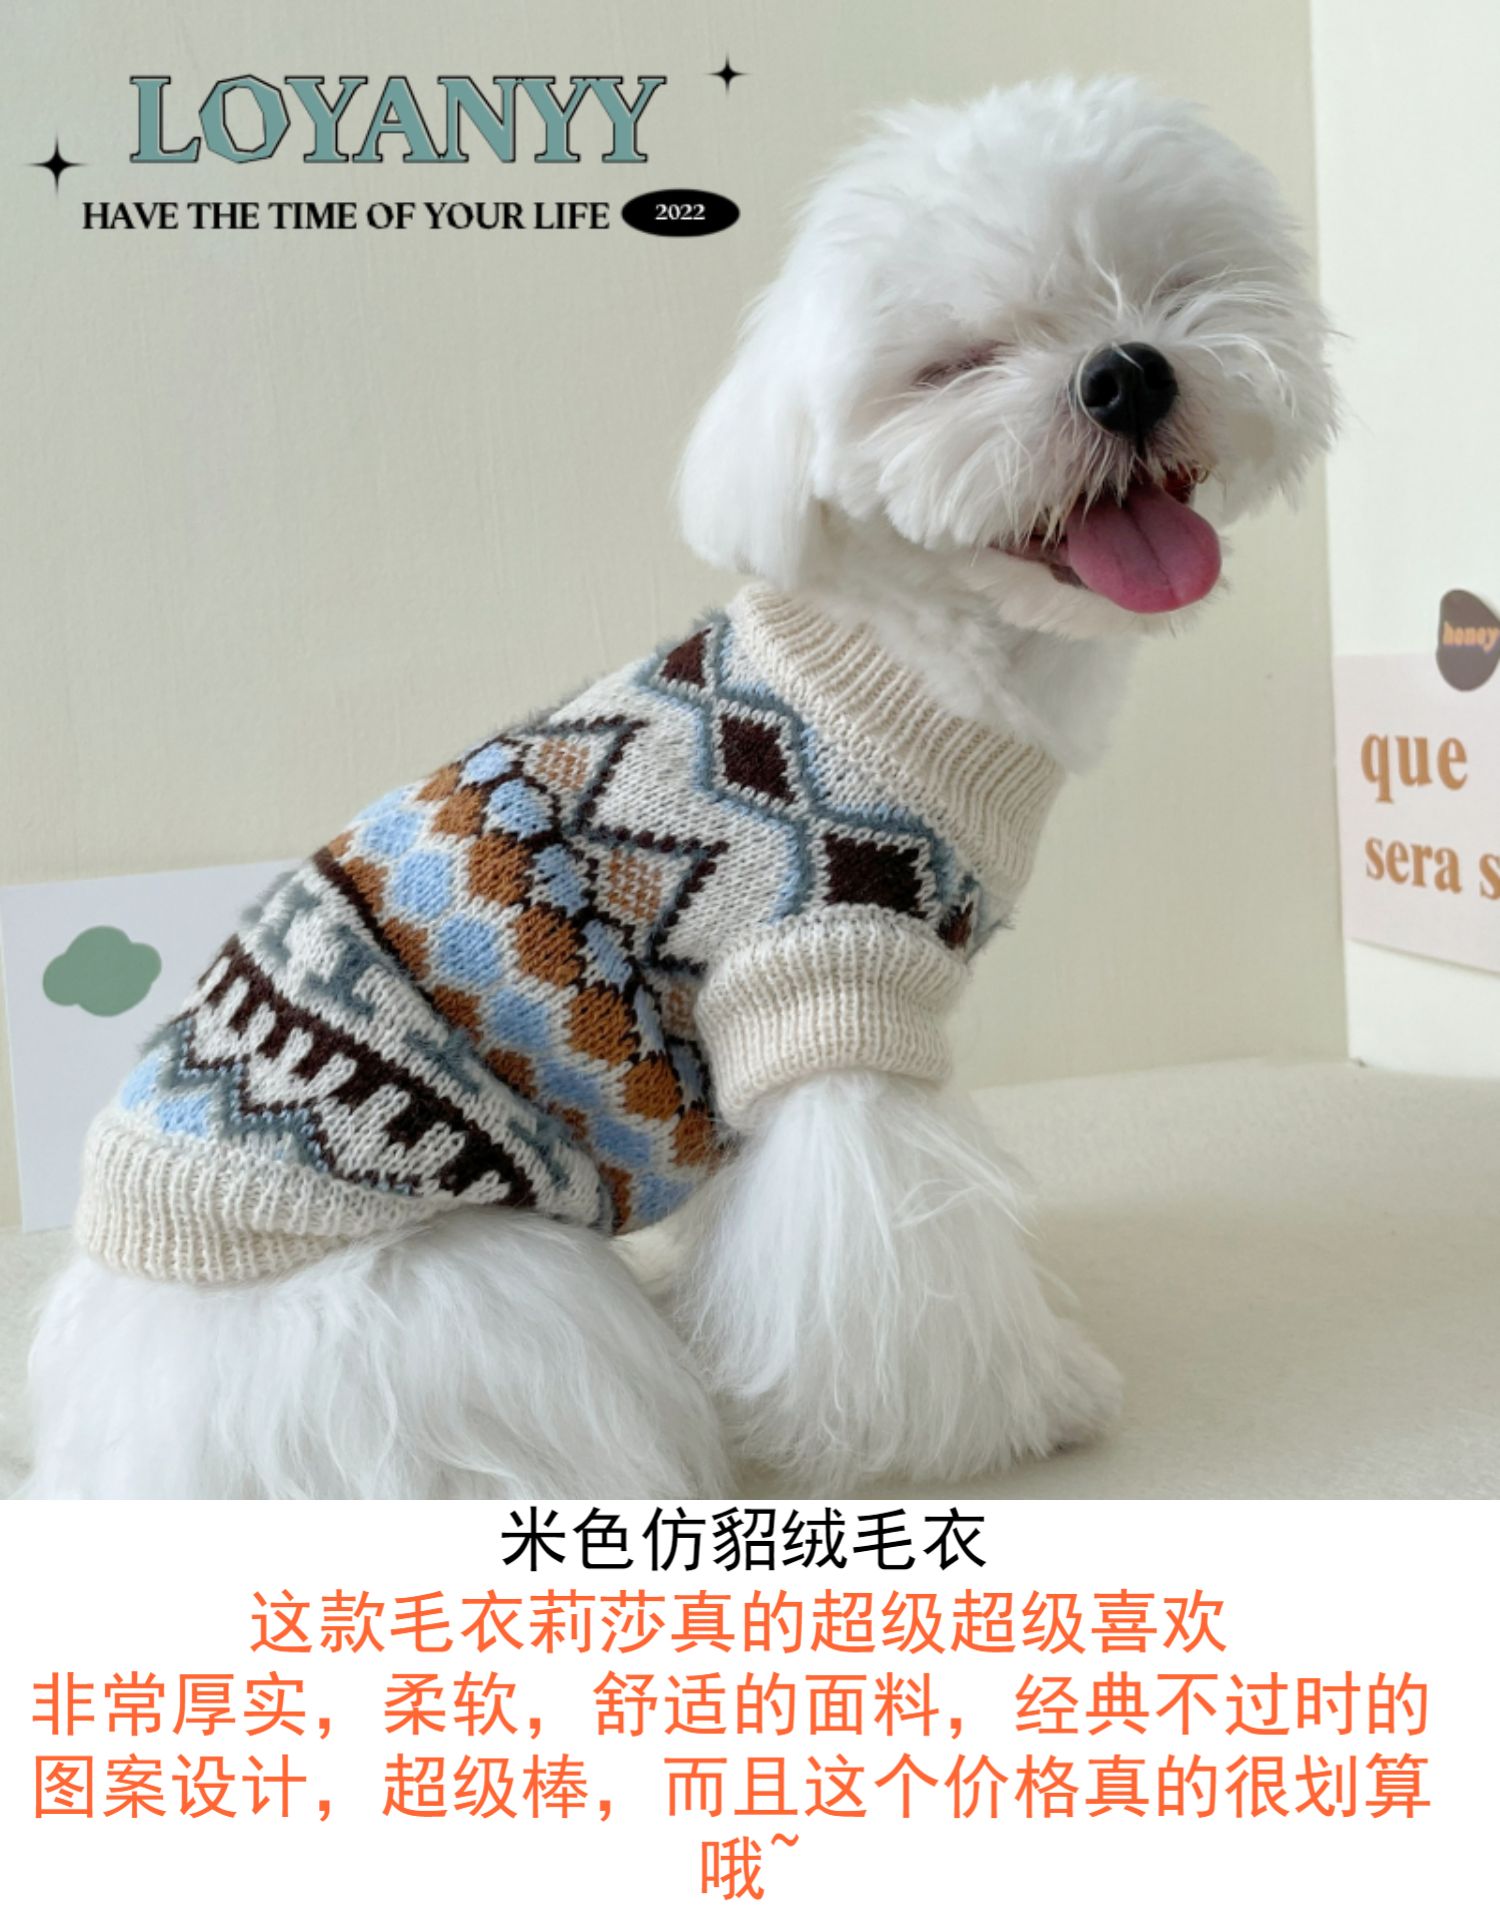 LOYANYY
HAVE THE TIME OF YOUR LIFE 2022
honey
que
sera s
米色仿貂绒毛衣
这款毛衣莉莎真的超级超级喜欢
非常厚实，柔软，舒适的面料，经典不过时的
图案设计，超级棒，而且这个价格真的很划算
哦~